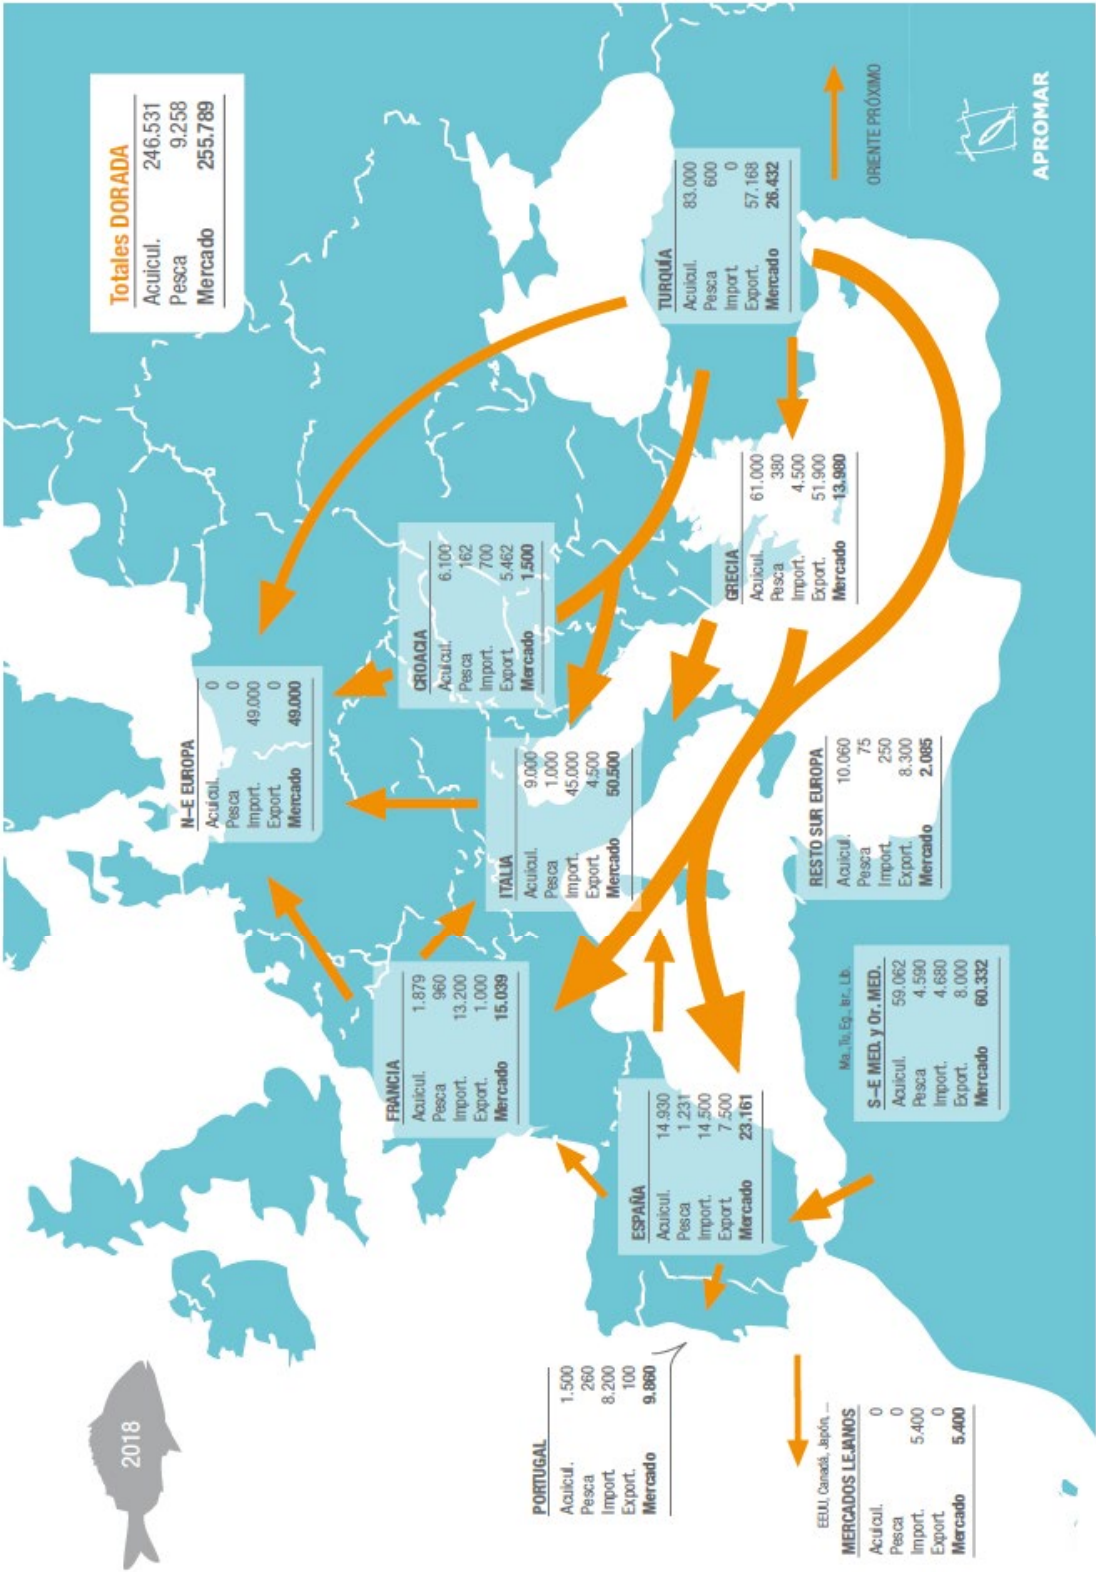 2018
Totales DORADA
Acuicul. 246.531
Pesca 9.258
Mercado 255.789
N–E EUROPA
Acuicul. 0
Pesca 0
Import. 49.000
Export. 0
Mercado 49.000
FRANCIA
Acuicul. 1.879
Pesca 960
Import. 13.200
Export. 1.000
Mercado 15.039
CROACIA
Acuicul. 6.100
Pesca 162
Import. 700
Export. 5.462
Mercado 1.500
ITALIA
Acuicul. 9.000
Pesca 1.000
Import. 45.000
Export. 4.500
Mercado 50.500
PORTUGAL
Acuicul. 1.500
Pesca 260
Import. 8.200
Export. 100
Mercado 9.860
ESPAÑA
Acuicul. 14.930
Pesca 1.231
Import. 14.500
Export. 7.500
Mercado 23.161
TURQUÍA
Acuicul. 83.000
Pesca 600
Import. 0
Export. 57.168
Mercado 26.432
GRECIA
Acuicul. 61.000
Pesca 380
Import. 4.500
Export. 51.900
Mercado 13.980
RESTO SUR EUROPA
Acuicul. 10.060
Pesca 75
Import. 250
Export. 8.300
Mercado 2.085
Ma., Tu, Eg., Isr., Lb.
S–E MED. y Or. MED.
Acuicul. 59.062
Pesca 4.590
Import. 4.680
Export. 8.000
Mercado 60.332
EEUU, Canadá, Japón, ...
MERCADOS LEJANOS
Acuicul. 0
Pesca 0
Import. 5.400
Export. 0
Mercado 5.400
ORIENTE PRÓXIMO
APROMAR